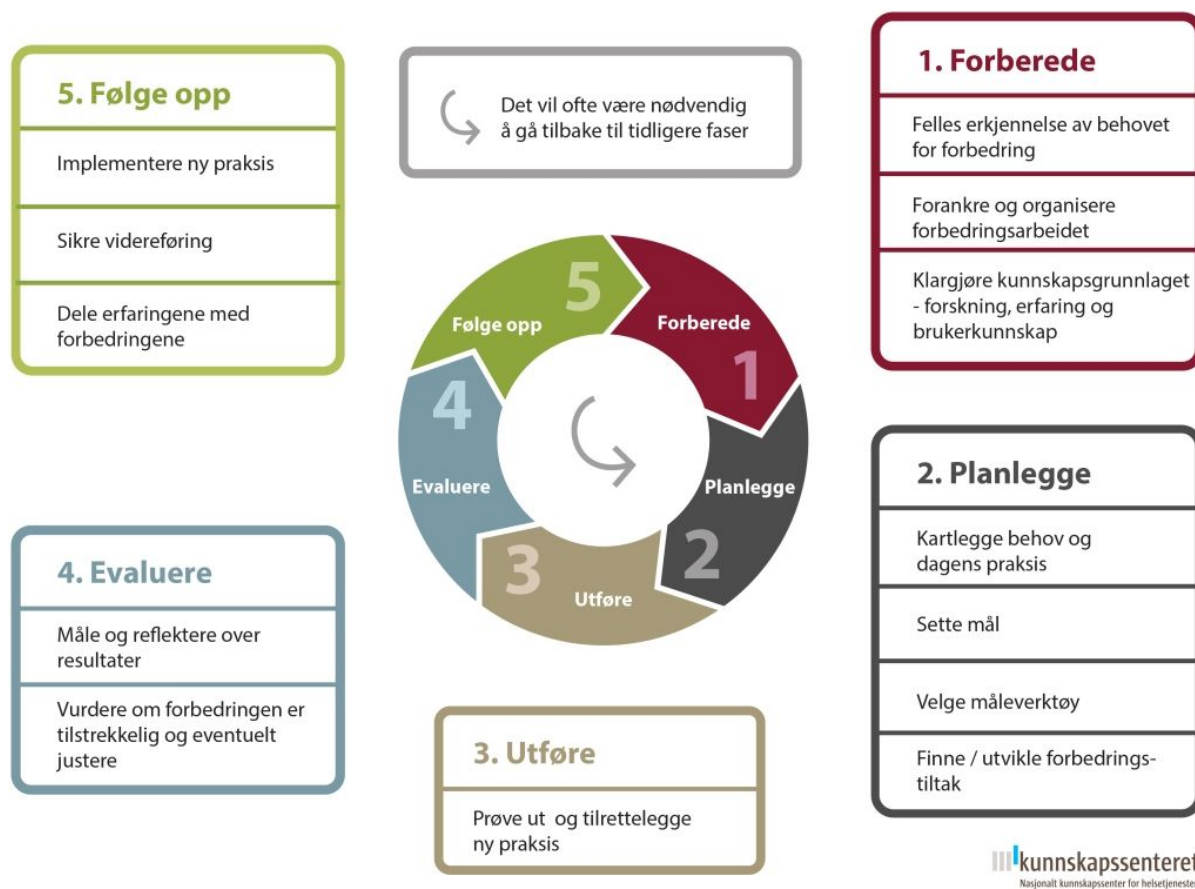 5. Følge opp
Implementere ny praksis
Sikre videreføring
Dele erfaringene med
forbedringene
Det vil ofte være nødvendig
å gå tilbake til tidligere faser
1. Forberede
Felles erkjennelse av behovet
for forbedring
Forankre og organisere
forbedringsarbeidet
Klargjøre kunnskapsgrunnlaget
- forskning, erfaring og
brukerkunnskap
5
Følge opp
Forberede
1
4
Evaluere
Planlegge
2
3
Utføre
2. Planlegge
Kartlegge behov og
dagens praksis
Sette mål
Velge måleverktøy
Finne / utvikle forbedrings-
tiltak
4. Evaluere
Måle og reflektere over
resultater
Vurdere om forbedringen er
tilstrekkelig og eventuelt
justere
3. Utføre
Prøve ut og tilrettelegge
ny praksis
kunnskapssenteret
Nasjonalt kunnskapssenter for helsetjenesten